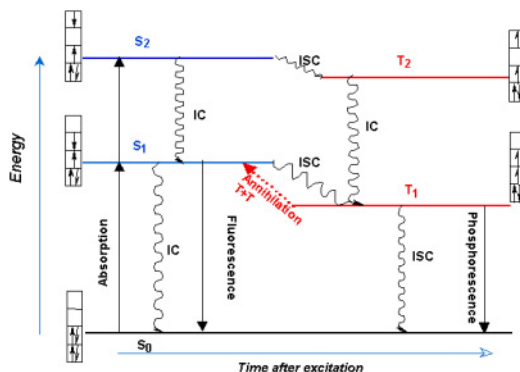 S2
ISC
T2
Energy
IC
IC
S1
ISC
Annihilation
T+T
T1
Absorption
IC
Fluorescence
ISC
Phosphorescence
S0
Time after excitation